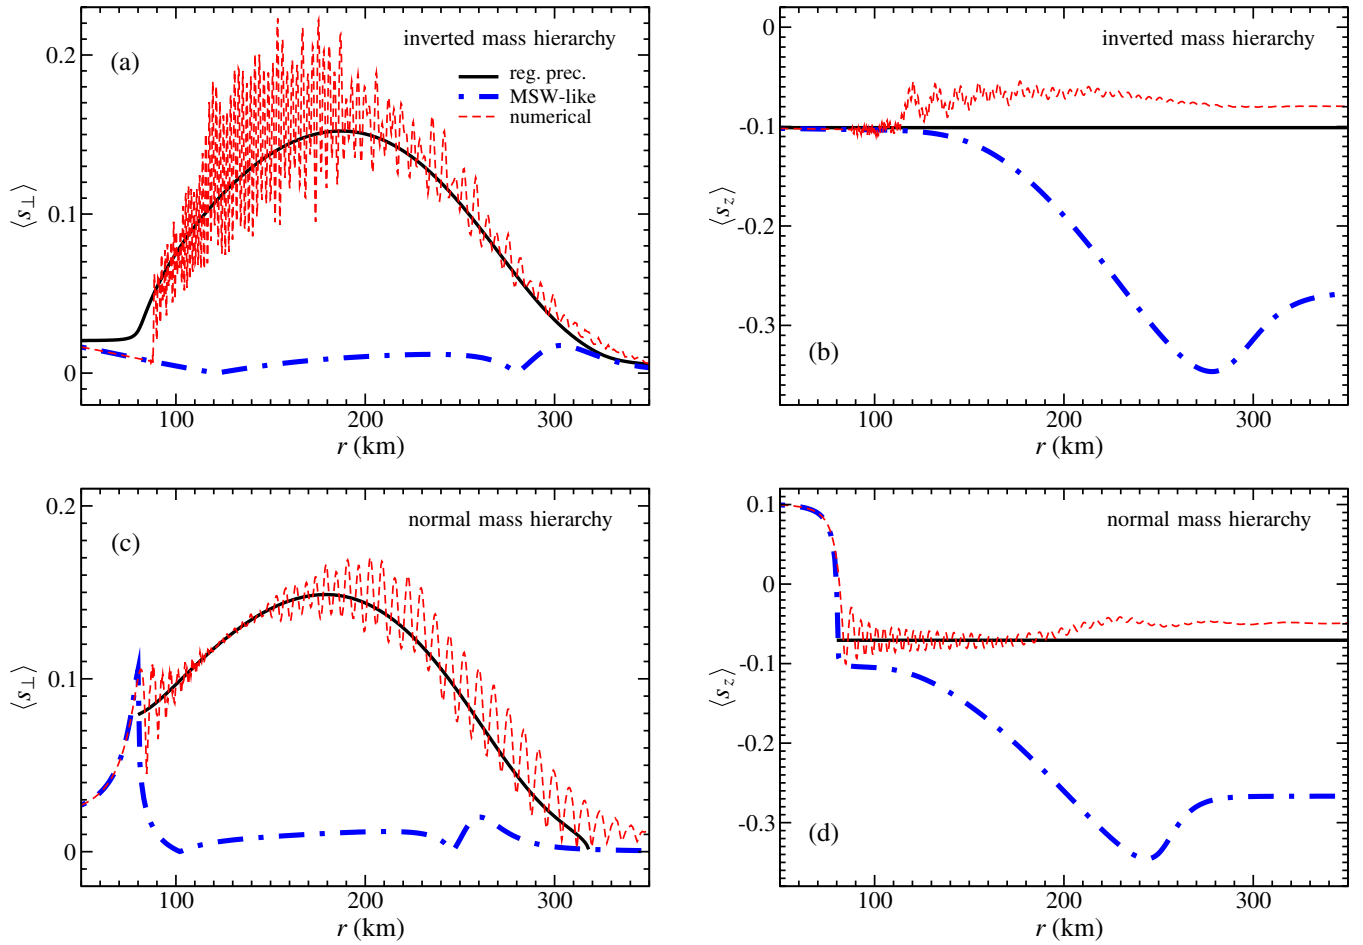 0.2
(a)
inverted mass hierarchy
reg. prec.
MSW-like
numerical
0.1
⟨s⊥⟩
0
100
200
300
r (km)
0
inverted mass hierarchy
-0.1
⟨s_z⟩
-0.2
-0.3
(b)
100
200
300
r (km)
0.2
normal mass hierarchy
(c)
0.1
⟨s⊥⟩
0
100
200
300
r (km)
0.1
normal mass hierarchy
0
-0.1
⟨s_z⟩
-0.2
-0.3
(d)
100
200
300
r (km)